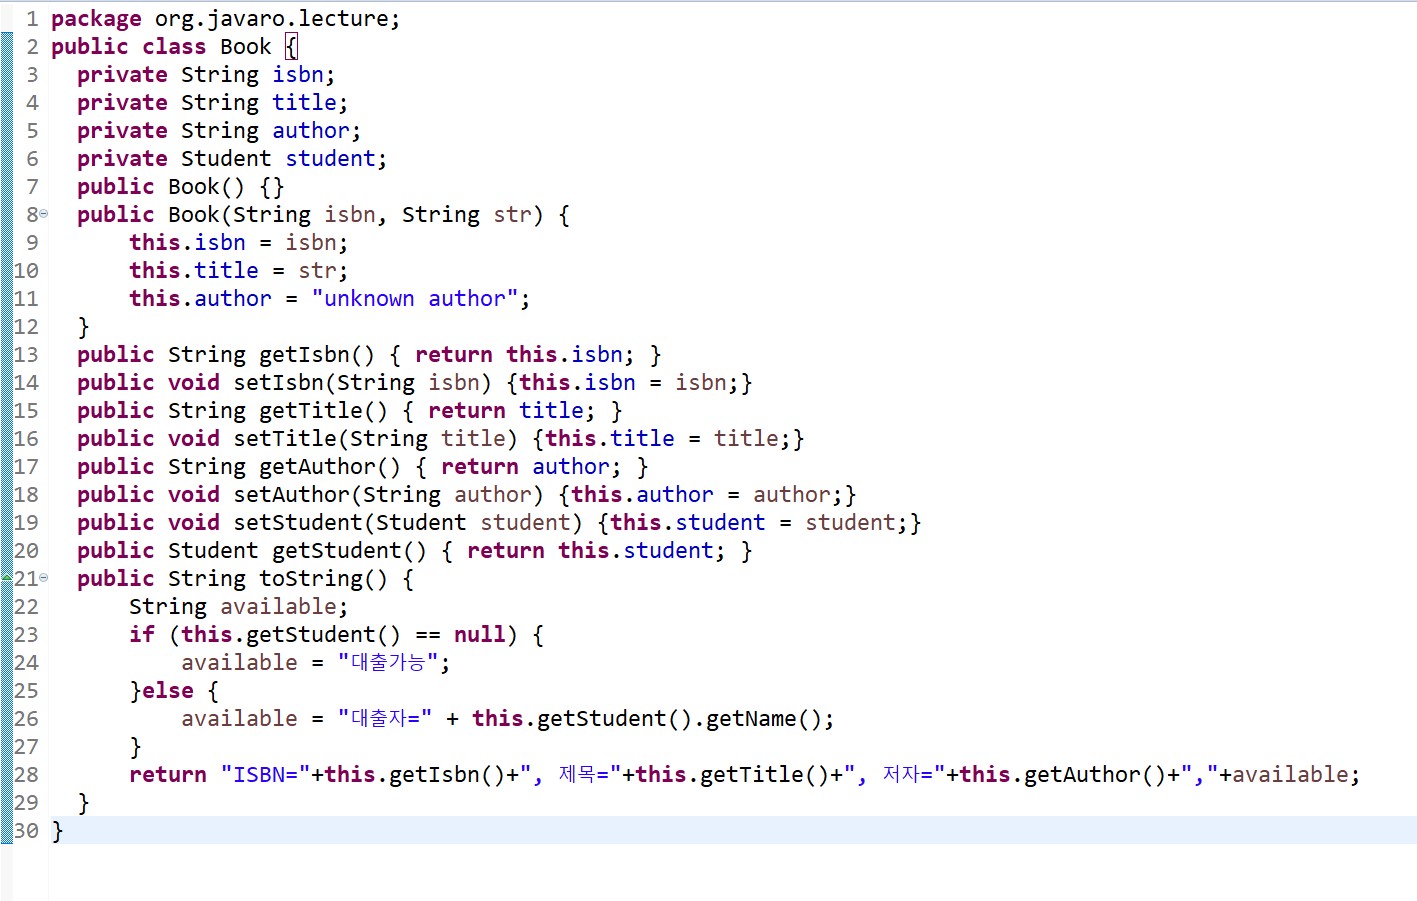 1 package org.javaro.lecture;
2 public class Book {
3 private String isbn;
4 private String title;
5 private String author;
6 private Student student;
7 public Book() {}
8 public Book(String isbn, String str) {
9 this.isbn = isbn;
10 this.title = str;
11 this.author = "unknown author";
12 }
13 public String getIsbn() { return this.isbn; }
14 public void setIsbn(String isbn) {this.isbn = isbn;}
15 public String getTitle() { return title; }
16 public void setTitle(String title) {this.title = title;}
17 public String getAuthor() { return author; }
18 public void setAuthor(String author) {this.author = author;}
19 public void setStudent(Student student) {this.student = student;}
20 public Student getStudent() { return this.student; }
21 public String toString() {
22 String available;
23 if (this.getStudent() == null) {
24 available = "대출가능";
25 }else {
26 available = "대출자=" + this.getStudent().getName();
27 }
28 return "ISBN="+this.getIsbn()+", 제목="+this.getTitle()+", 저자="+this.getAuthor()+","+available;
29 }
30 }